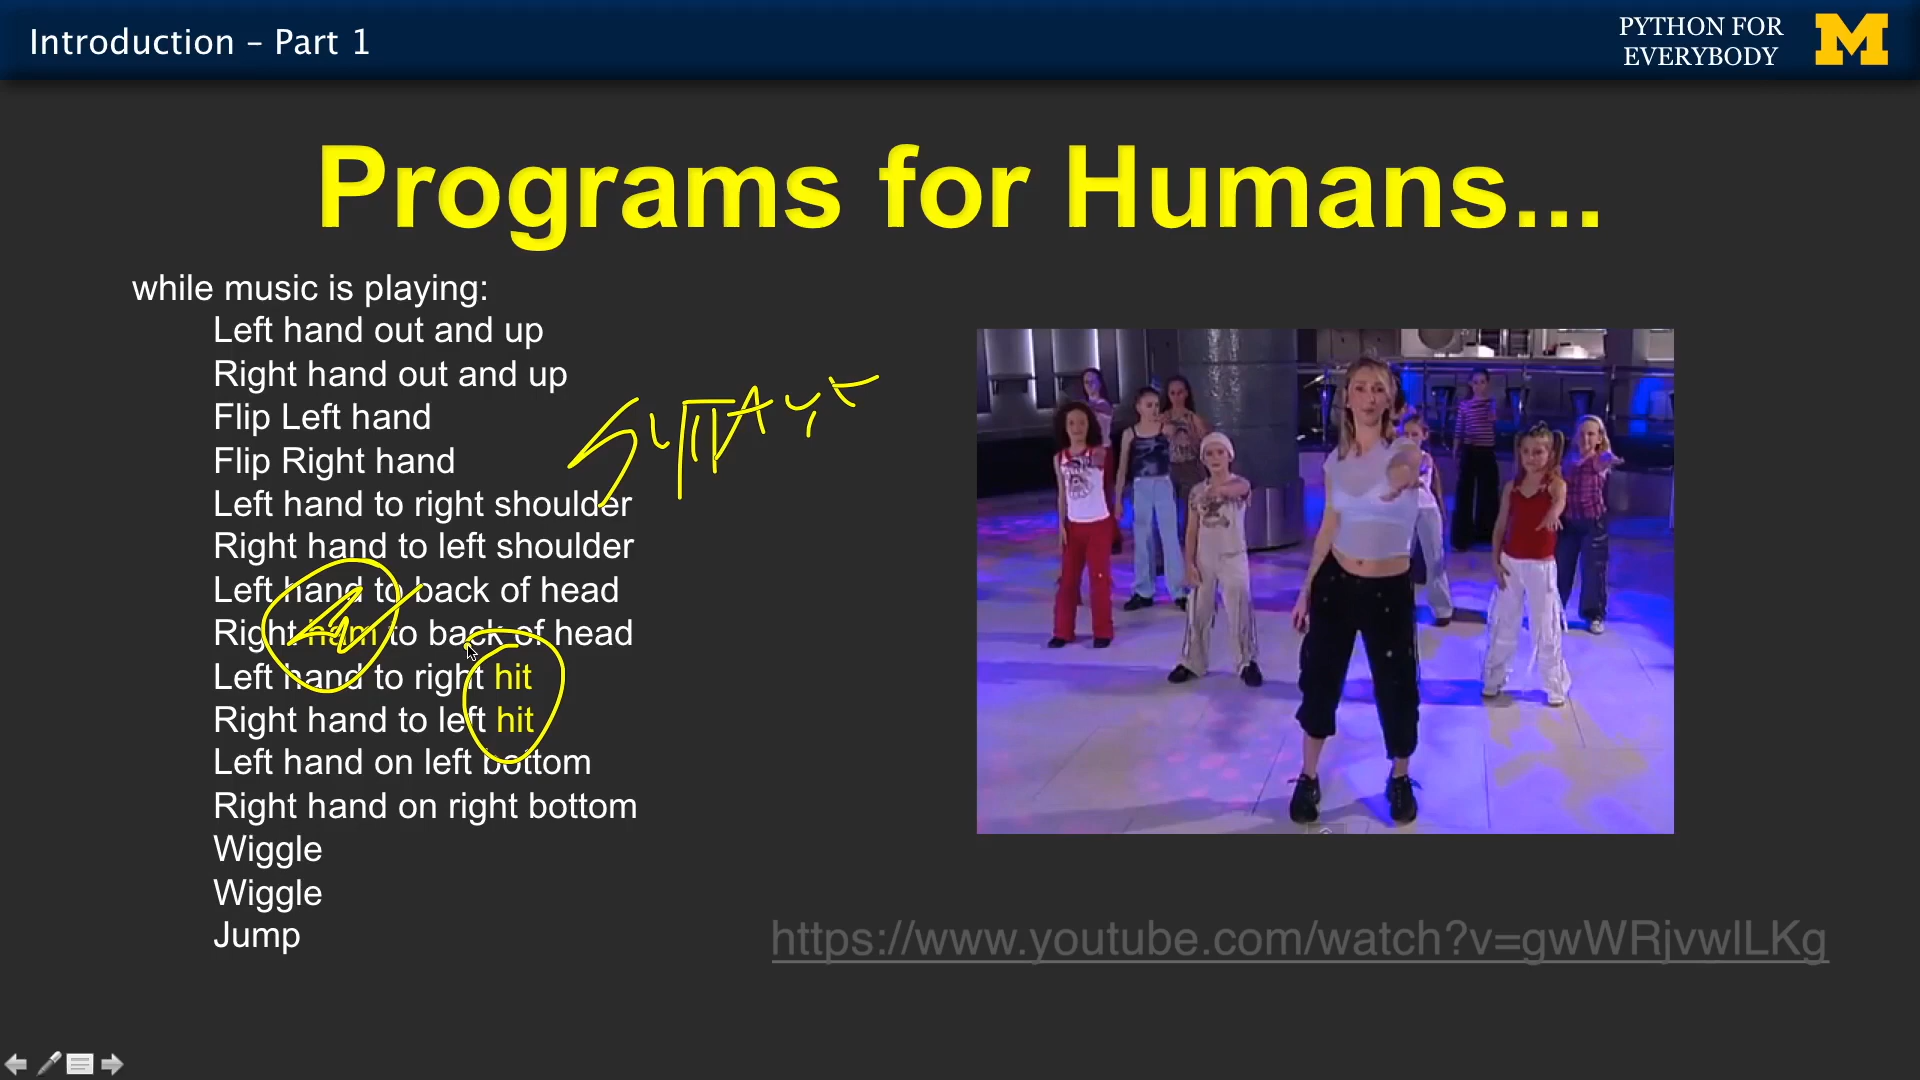 Introduction – Part 1
PYTHON FOR
EVERYBODY
M
Programs for Humans...
while music is playing:
Left hand out and up
Right hand out and up
Flip Left hand
Flip Right hand
Left hand to right shoulder
Right hand to left shoulder
Left hand to back of head
Right ham to back of head
Left hand to right hit
Right hand to left hit
Left hand on left bottom
Right hand on right bottom
Wiggle
Wiggle
Jump
https://www.youtube.com/watch?v=gwWRjvwlLKg